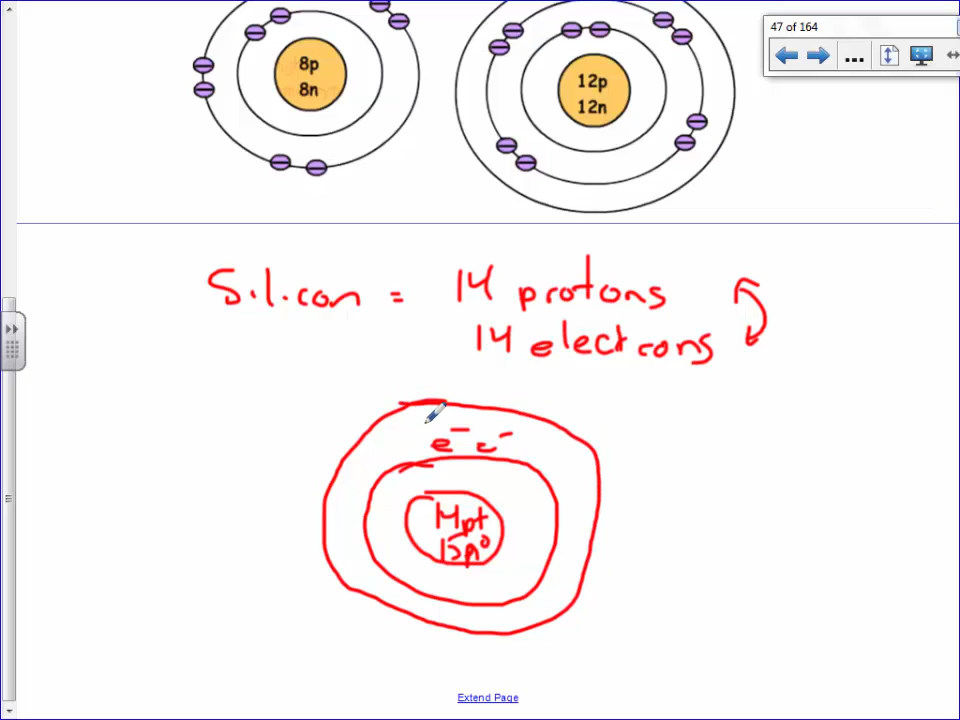 47 of 164
8p
8n
12p
12n
Silicon = 14 protons
14 electrons
e⁻ e⁻
14p+
Extend Page